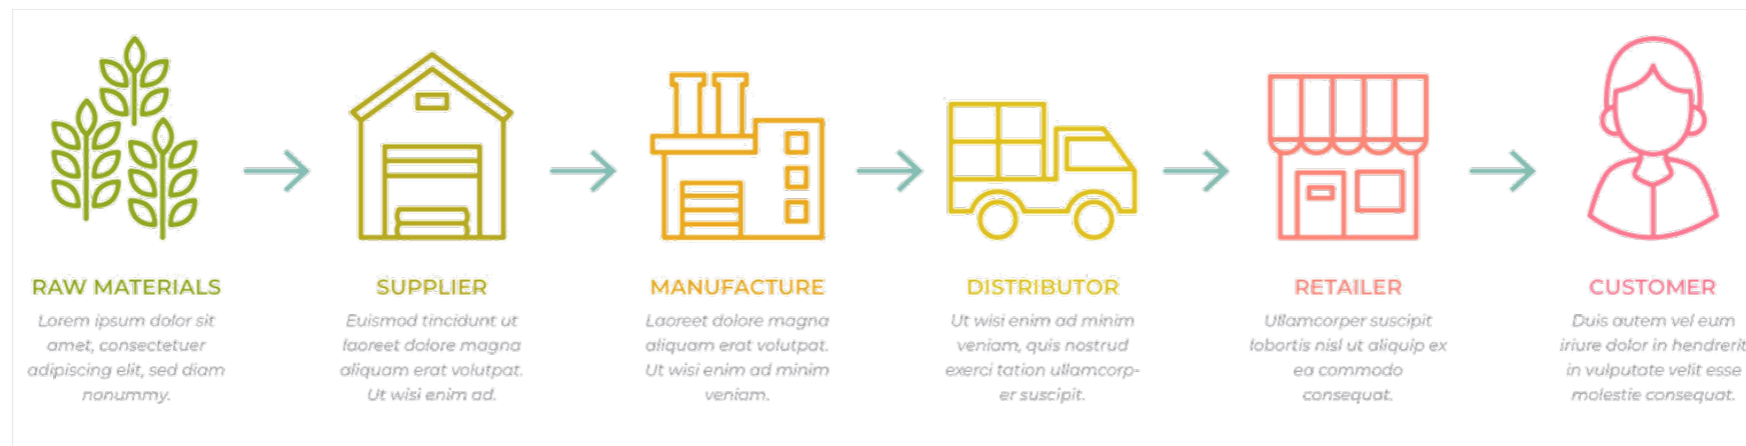 RAW MATERIALS
Lorem ipsum dolor sit
amet, consectetuer
adipiscing elit, sed diam
nonummy.
SUPPLIER
Euismod tincidunt ut
laoreet dolore magna
aliquam erat volutpat.
Ut wisi enim ad.
MANUFACTURE
Laoreet dolore magna
aliquam erat volutpat.
Ut wisi enim ad minim
veniam.
DISTRIBUTOR
Ut wisi enim ad minim
veniam, quis nostrud
exerci tation ullamcorp-
er suscipit.
RETAILER
Ullamcorper suscipit
lobortis nisl ut aliquip ex
ea commodo
consequat.
CUSTOMER
Duis autem vel eum
iriure dolor in hendrerit
in vulputate velit esse
molestie consequat.